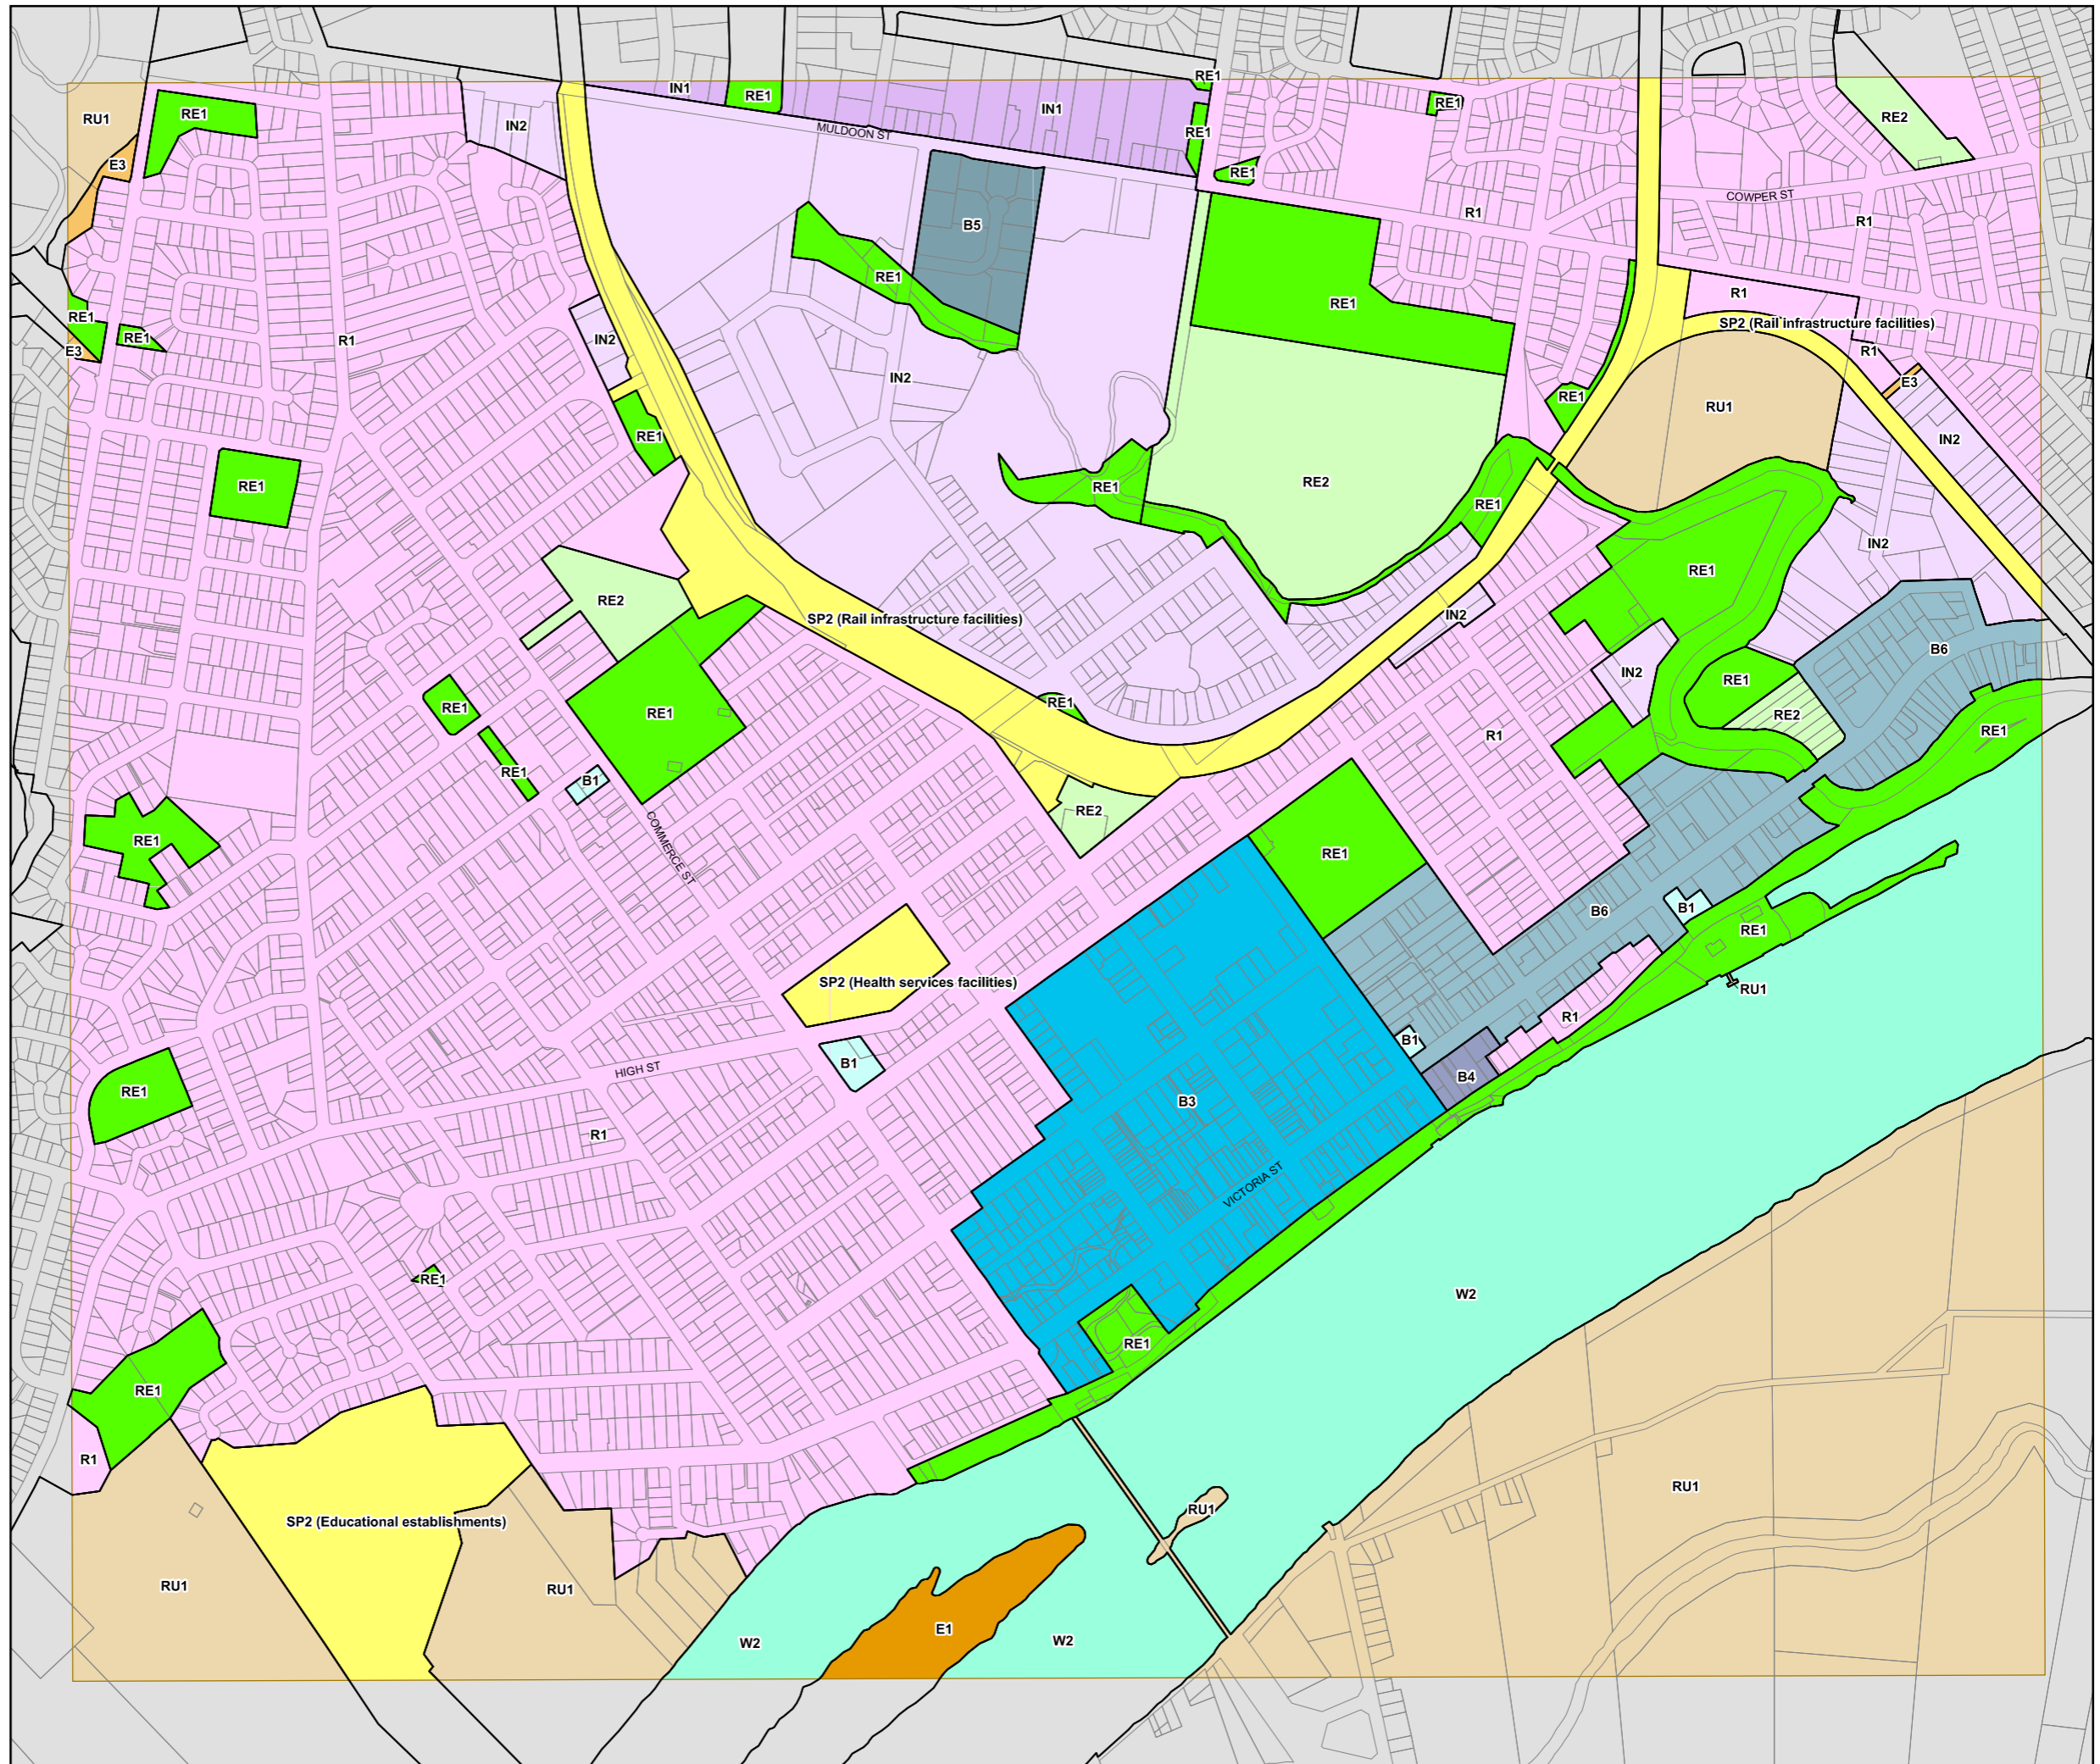 RE1
IN1
RE1
IN1
RE1
RE2
RU1
RE1
IN2
MULDOON ST
RE1
E3
RE1
COWPER ST
R1
R1
B5
RE1
R1
RE1
SP2 (Rail infrastructure facilities)
RE1
RE1
R1
IN2
E3
R1
IN2
E3
RE1
RU1
RE1
IN2
RE1
RE2
RE1
RE1
IN2
RE1
RE2
IN2
SP2 (Rail infrastructure facilities)
B6
IN2
RE1
RE1
RE1
RE1
RE2
R1
RE1
RE1
B1
RE2
RE1
COMMERCE ST
RE1
B1
B6
RE1
SP2 (Health services facilities)
RU1
R1
B1
B1
HIGH ST
B4
RE1
B3
R1
VICTORIA ST
RE1
W2
RE1
RE1
R1
RU1
RU1
SP2 (Educational establishments)
RU1
RU1
E1
W2
W2